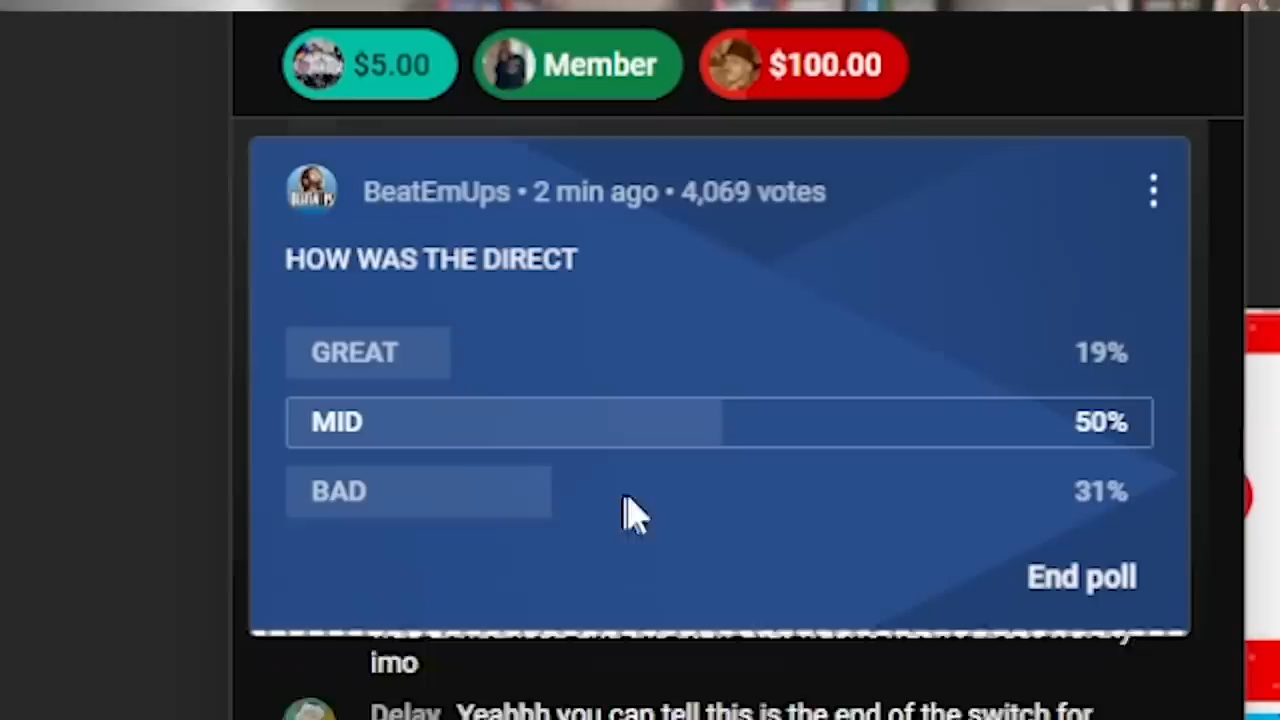 $5.00 Member $100.00
BeatEmUps • 2 min ago • 4,069 votes
HOW WAS THE DIRECT
GREAT 19%
MID 50%
BAD 31%
End poll
imo
Delay Yeahhh you can tell this is the end of the switch for